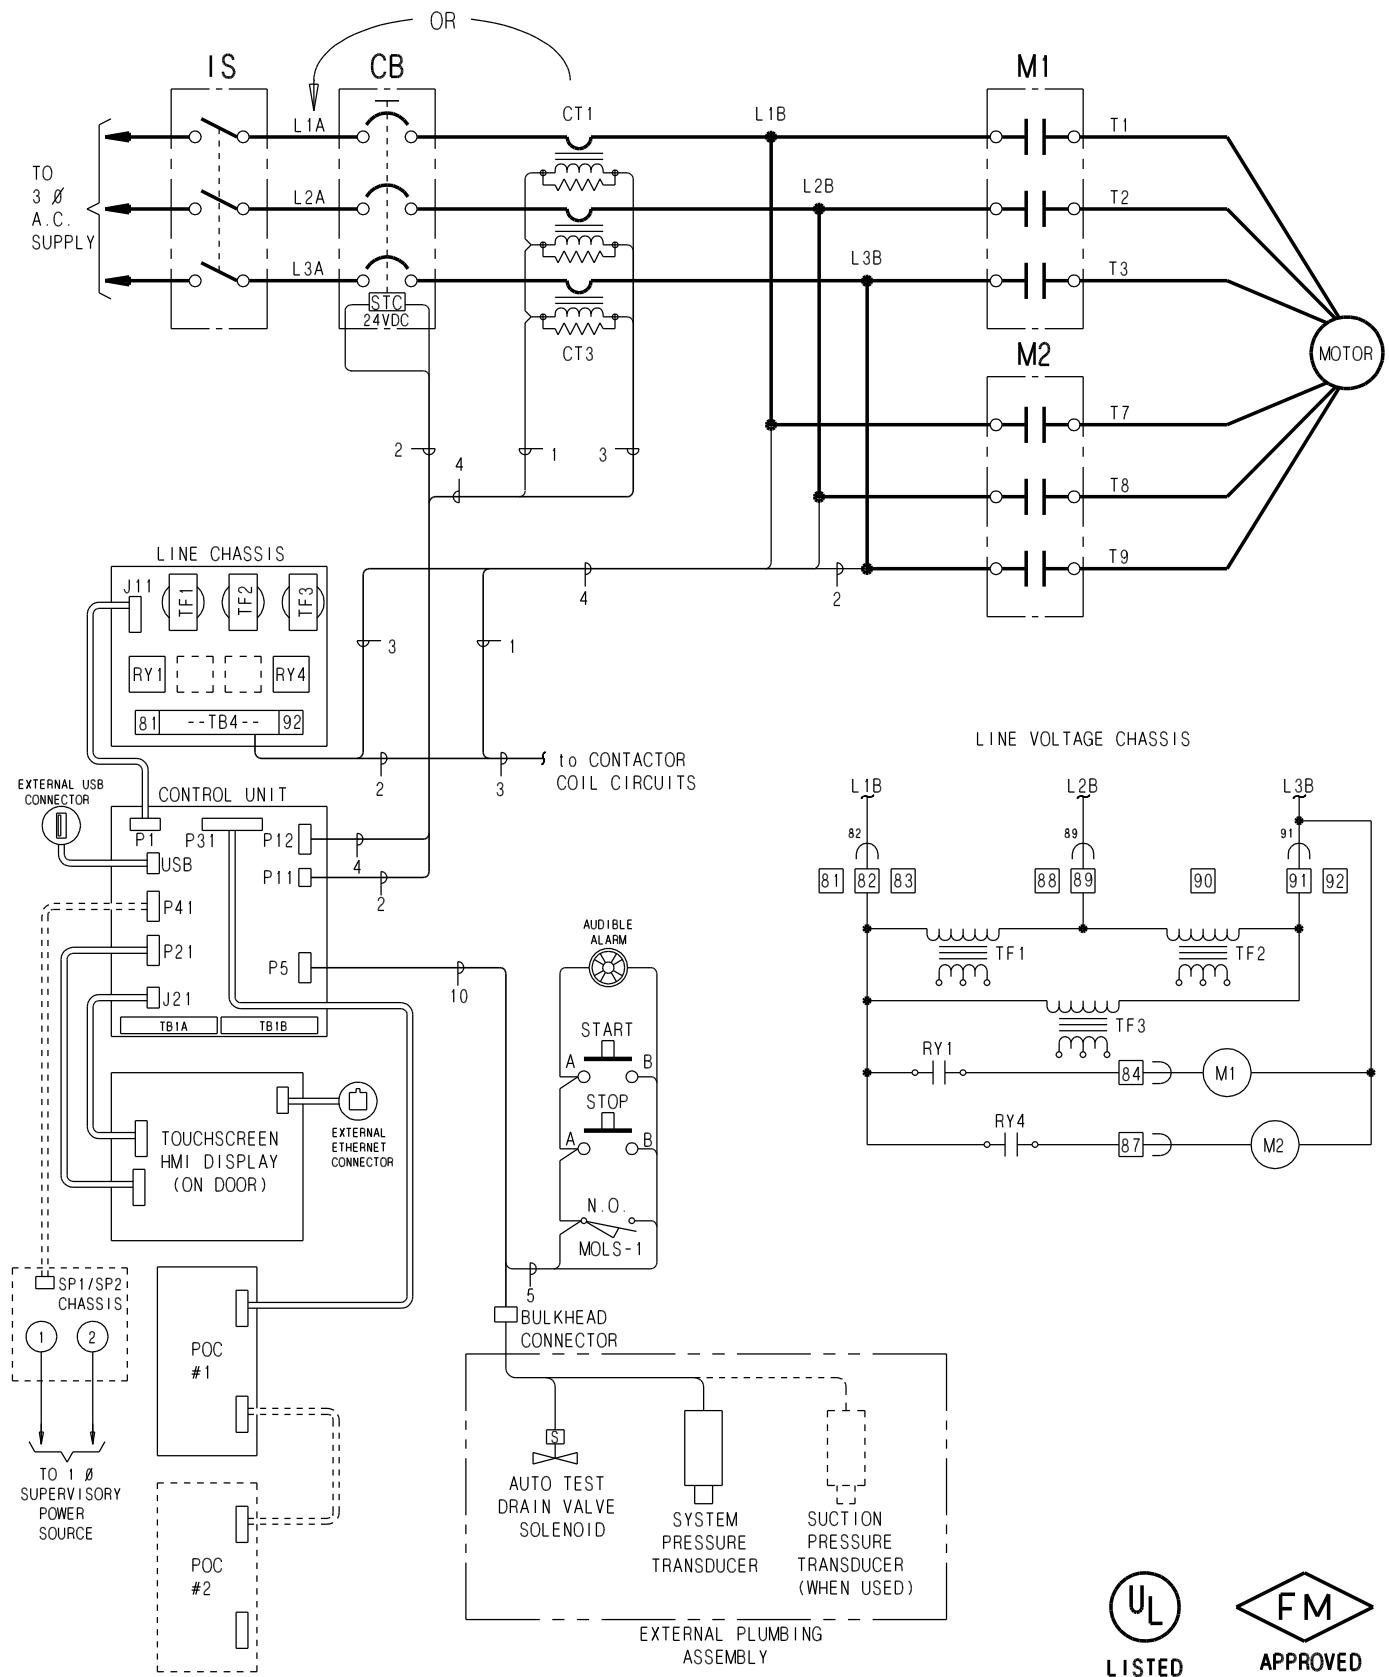 OR
IS
CB
M1
CT1
L1B
L1A
T1
TO
3 Ø
A.C.
SUPPLY
L2A
L2B
T2
L3A
L3B
T3
STC
24VDC
CT3
M2
MOTOR
T7
2
4
1
3
T8
LINE CHASSIS
T9
J11
TF1
TF2
TF3
4
2
3
1
RY1
RY4
81
--TB4--
92
LINE VOLTAGE CHASSIS
to CONTACTOR
COIL CIRCUITS
2
3
EXTERNAL USB
CONNECTOR
CONTROL UNIT
L1B
L2B
L3B
P1
P31
P12
82
89
91
USB
4
P11
2
81
82
83
88
89
90
91
92
P41
AUDIBLE
ALARM
P21
P5
TF1
TF2
J21
10
TB1A
TB1B
START
TF3
A
B
RY1
84
M1
STOP
EXTERNAL
ETHERNET
CONNECTOR
TOUCHSCREEN
HMI DISPLAY
(ON DOOR)
A
B
RY4
87
M2
N.O.
MOLS-1
SP1/SP2
CHASSIS
5
BULKHEAD
CONNECTOR
1
2
POC
#1
S
TO 1 Ø
SUPERVISORY
POWER
SOURCE
AUTO TEST
DRAIN VALVE
SOLENOID
SYSTEM
PRESSURE
TRANSDUCER
SUCTION
PRESSURE
TRANSDUCER
(WHEN USED)
POC
#2
EXTERNAL PLUMBING
ASSEMBLY
UL
LISTED
FM
APPROVED